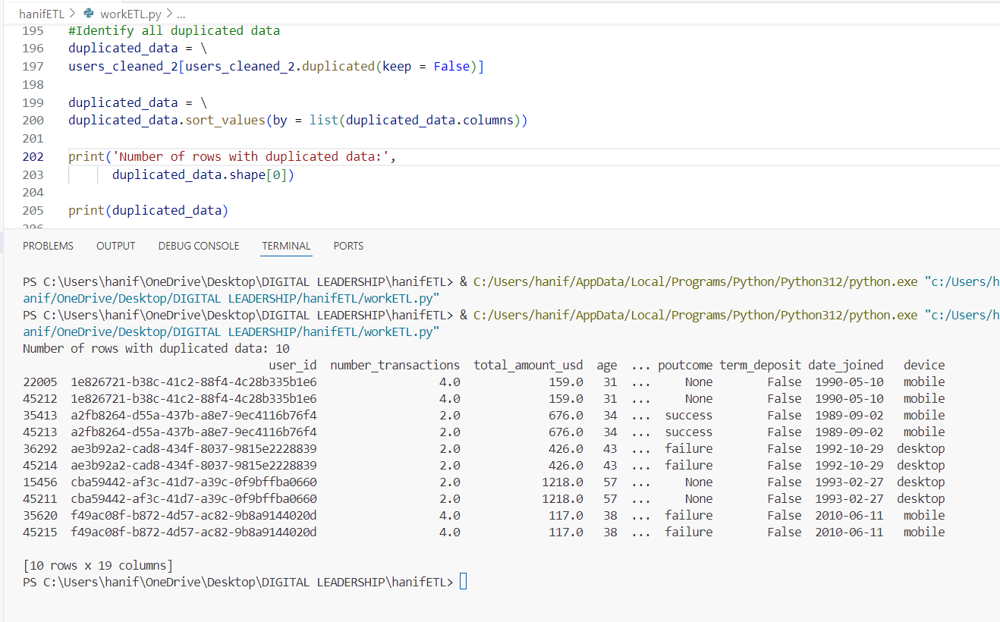 hanifETL > workETL.py > ...
195 #Identify all duplicated data
196 duplicated_data = \
197 users_cleaned_2[users_cleaned_2.duplicated(keep = False)]
198
199 duplicated_data = \
200 duplicated_data.sort_values(by = list(duplicated_data.columns))
201
202 print('Number of rows with duplicated data:',
203 duplicated_data.shape[0])
204
205 print(duplicated_data)
206
PROBLEMS OUTPUT DEBUG CONSOLE TERMINAL PORTS
PS C:\Users\hanif\OneDrive\Desktop\DIGITAL LEADERSHIP\hanifETL> & C:/Users/hanif/AppData/Local/Programs/Python/Python312/python.exe "c:/Users/h
anif/OneDrive/Desktop/DIGITAL LEADERSHIP/hanifETL/workETL.py"
PS C:\Users\hanif\OneDrive\Desktop\DIGITAL LEADERSHIP\hanifETL> & C:/Users/hanif/AppData/Local/Programs/Python/Python312/python.exe "c:/Users/h
anif/OneDrive/Desktop/DIGITAL LEADERSHIP/hanifETL/workETL.py"
Number of rows with duplicated data: 10
user_id number_transactions total_amount_usd age ... poutcome term_deposit date_joined device
22005 1e826721-b38c-41c2-88f4-4c28b335b1e6 4.0 159.0 31 ... None False 1990-05-10 mobile
45212 1e826721-b38c-41c2-88f4-4c28b335b1e6 4.0 159.0 31 ... None False 1990-05-10 mobile
35413 a2fb8264-d55a-437b-a8e7-9ec4116b76f4 2.0 676.0 34 ... success False 1989-09-02 mobile
45213 a2fb8264-d55a-437b-a8e7-9ec4116b76f4 2.0 676.0 34 ... success False 1989-09-02 mobile
36292 ae3b92a2-cad8-434f-8037-9815e2228839 2.0 426.0 43 ... failure False 1992-10-29 desktop
45214 ae3b92a2-cad8-434f-8037-9815e2228839 2.0 426.0 43 ... failure False 1992-10-29 desktop
15456 cba59442-af3c-41d7-a39c-0f9bffba0660 2.0 1218.0 57 ... None False 1993-02-27 desktop
45211 cba59442-af3c-41d7-a39c-0f9bffba0660 2.0 1218.0 57 ... None False 1993-02-27 desktop
35620 f49ac08f-b872-4d57-ac82-9b8a9144020d 4.0 117.0 38 ... failure False 2010-06-11 mobile
45215 f49ac08f-b872-4d57-ac82-9b8a9144020d 4.0 117.0 38 ... failure False 2010-06-11 mobile
[10 rows x 19 columns]
PS C:\Users\hanif\OneDrive\Desktop\DIGITAL LEADERSHIP\hanifETL>